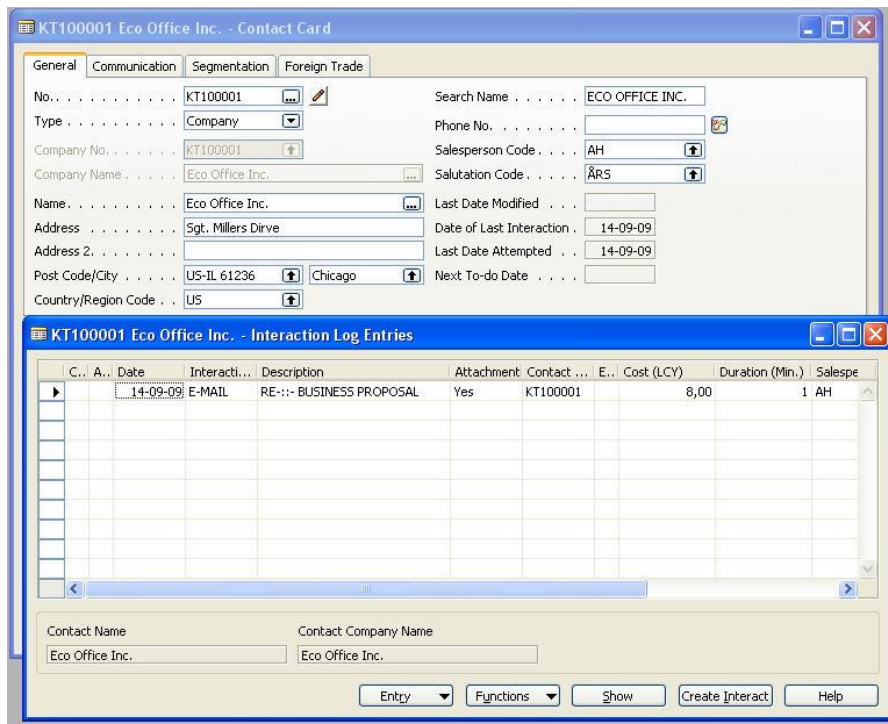 KT100001 Eco Office Inc. - Contact Card
General Communication Segmentation Foreign Trade
No.. . . . . . . . . . . . KT100001 Search Name . . . . . . ECO OFFICE INC.
Type . . . . . . . . . . Company Phone No. . . . . . . . .
Company No.. . . . . . KT100001 Salesperson Code. . . . AH
Company Name . . . . . Eco Office Inc. Salutation Code. . . . . ÅRS
Name. . . . . . . . . . Eco Office Inc. Last Date Modified . . .
Address . . . . . . . . Sgt. Millers Dirve Date of Last Interaction . 14-09-09
Address 2. . . . . . . . Last Date Attempted . . 14-09-09
Post Code/City . . . . . US-IL 61236 Chicago Next To-do Date . . . .
Country/Region Code . . US
KT100001 Eco Office Inc. - Interaction Log Entries
C.. A.. Date Interacti... Description Attachment Contact ... E.. Cost (LCY) Duration (Min.) Salespe
14-09-09 E-MAIL RE-::- BUSINESS PROPOSAL Yes KT100001 8,00 1 AH
Contact Name Contact Company Name
Eco Office Inc. Eco Office Inc.
Entry Functions Show Create Interact Help